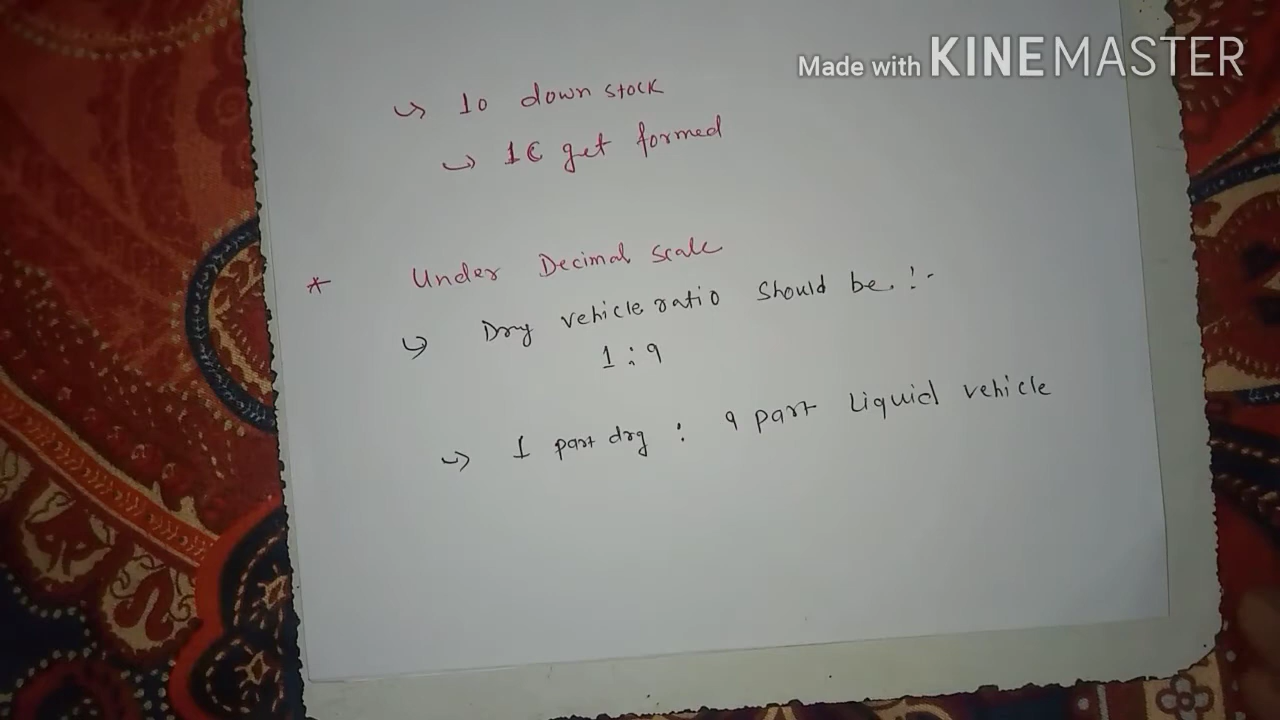 Made with KINEMASTER
↪ 10 down stock
↪ 1C get formed
* Under Decimal scale
↪ Drg vehicle ratio should be :-
1 : 9
↪ 1 part drg : 9 part Liquid vehicle